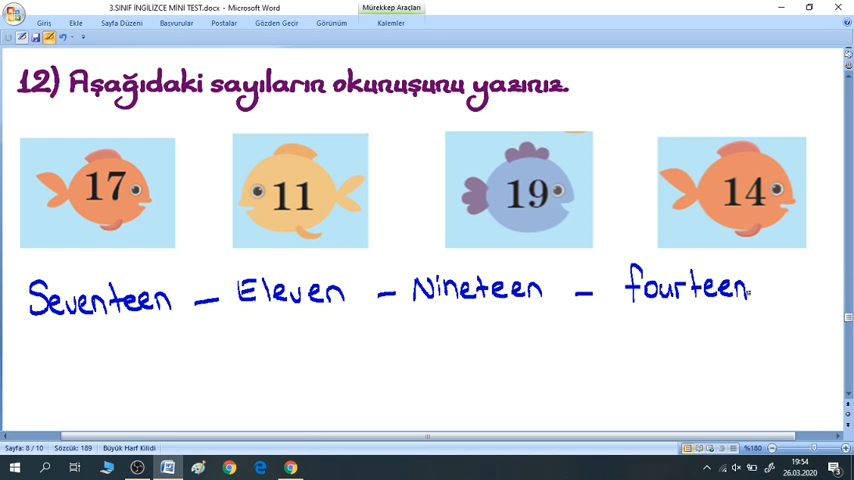 3.SINIF İNGİLİZCE MİNİ TEST.docx - Microsoft Word
Mürekkep Araçları
Giriş Ekle Sayfa Düzeni Başvurular Postalar Gözden Geçir Görünüm Kalemler
12) Aşağıdaki sayıların okunuşunu yazınız.
17 11 19 14
Seventeen - Eleven - Nineteen - fourteen
Sayfa: 8 / 10 Sözcük: 189 Büyük Harf Kilidi %180
19:54
26.03.2020
3